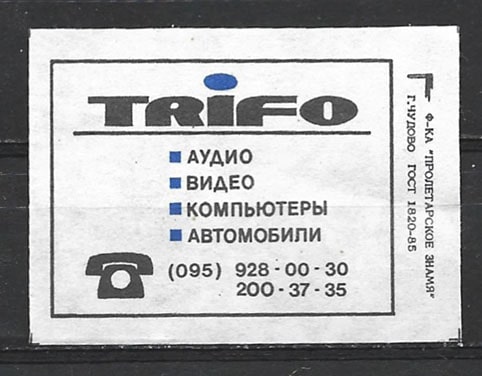 TRIFO
АУДИО
ВИДЕО
КОМПЬЮТЕРЫ
АВТОМОБИЛИ
(095) 928-00-30
200-37-35
Ф-КА "ПРОЛЕТАРСКОЕ ЗНАМЯ"
Г.ЧУДОВО ГОСТ 1820-85